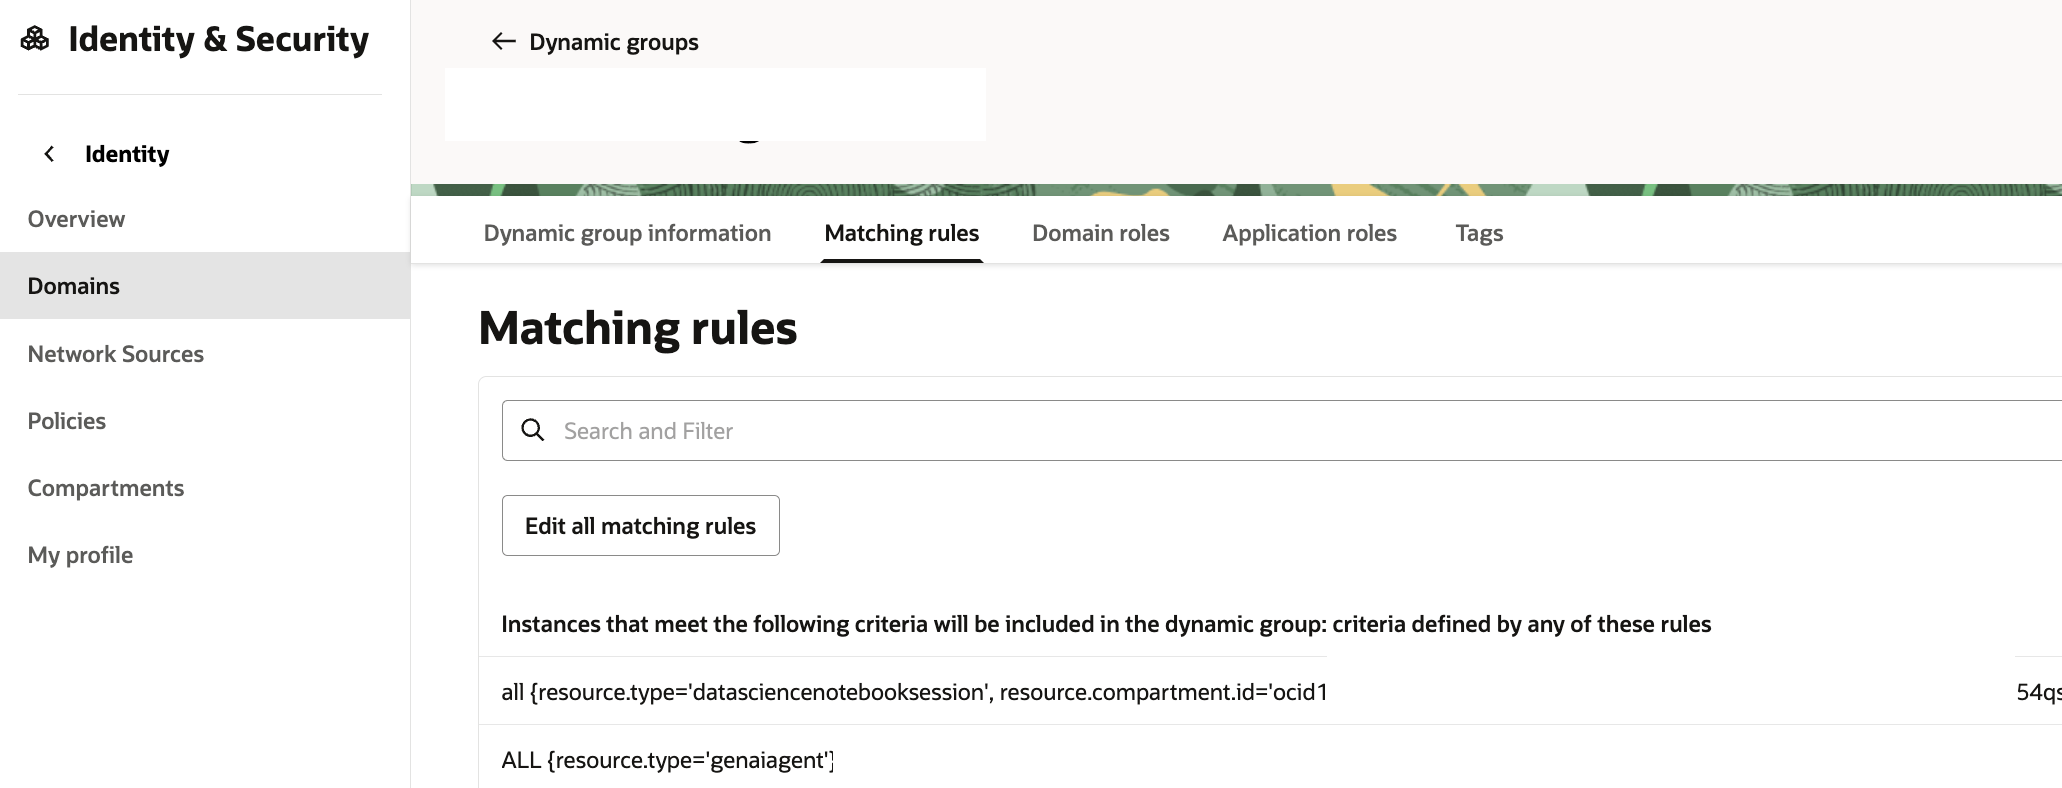 Identity & Security
Identity
Overview
Domains
Network Sources
Policies
Compartments
My profile
Dynamic groups
Dynamic group information
Matching rules
Domain roles
Application roles
Tags
Matching rules
Search and Filter
Edit all matching rules
Instances that meet the following criteria will be included in the dynamic group: criteria defined by any of these rules
all {resource.type='datasciencenotebooksession', resource.compartment.id='ocid1 54qs
ALL {resource.type='genaiagent'}